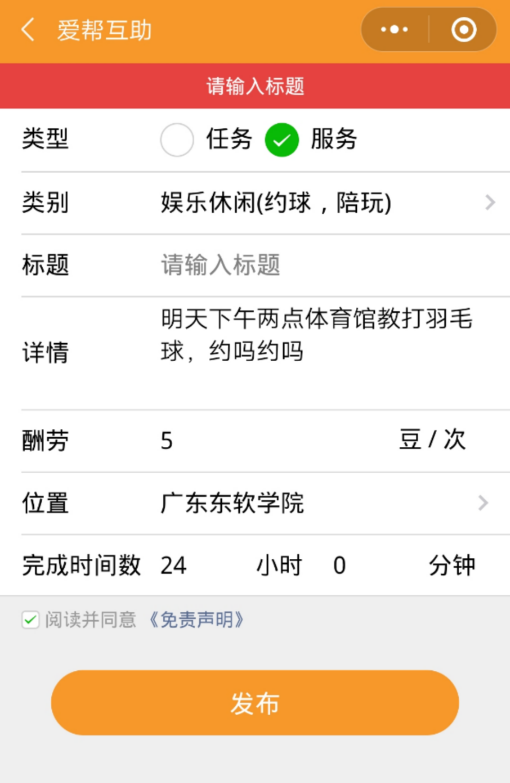 爱帮互助
请输入标题
类型 任务 服务
类别 娱乐休闲(约球，陪玩)
标题 请输入标题
详情 明天下午两点体育馆教打羽毛
球，约吗约吗
酬劳 5 豆 / 次
位置 广东东软学院
完成时间数 24 小时 0 分钟
阅读并同意 《免责声明》
发布